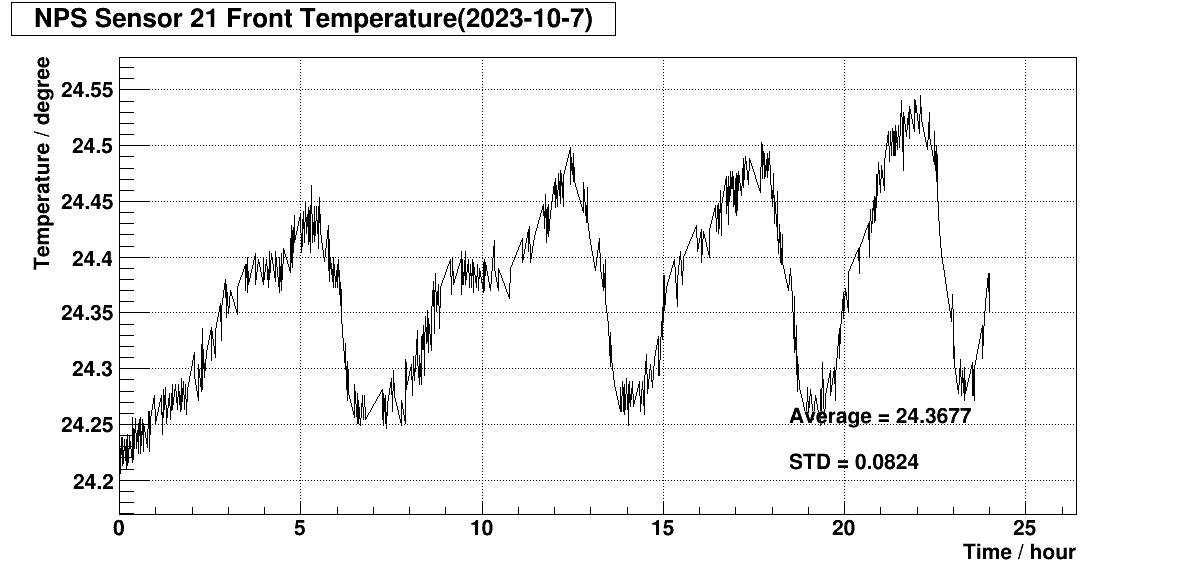 NPS Sensor 21 Front Temperature(2023-10-7)
Temperature / degree
24.55
24.5
24.45
24.4
24.35
24.3
24.25
24.2
Average = 24.3677
STD = 0.0824
0 5 10 15 20 25
Time / hour